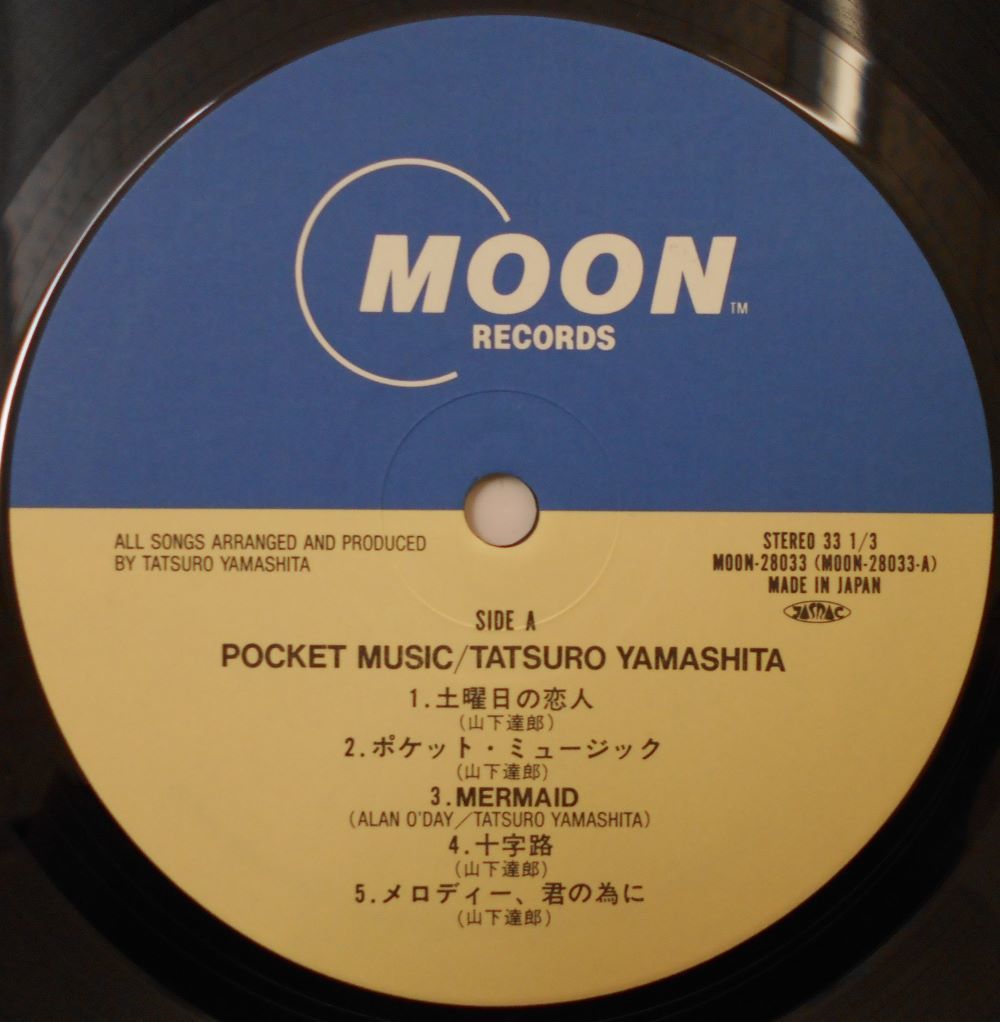 MOON™
RECORDS
ALL SONGS ARRANGED AND PRODUCED
BY TATSURO YAMASHITA
STEREO 33 1/3
MOON-28033 (MOON-28033-A)
MADE IN JAPAN
JASRAC
SIDE A
POCKET MUSIC/TATSURO YAMASHITA
1.土曜日の恋人
(山下達郎)
2.ポケット・ミュージック
(山下達郎)
3.MERMAID
(ALAN O'DAY/TATSURO YAMASHITA)
4.十字路
(山下達郎)
5.メロディー、君の為に
(山下達郎)